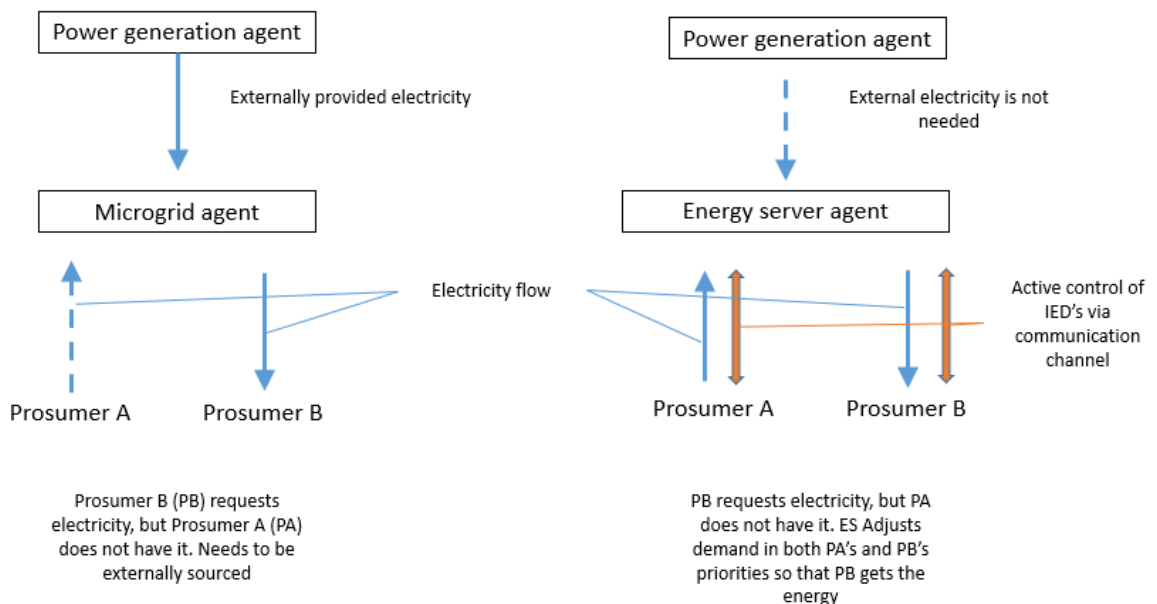 Power generation agent
Externally provided electricity
Microgrid agent
Prosumer A
Prosumer B
Prosumer B (PB) requests
electricity, but Prosumer A (PA)
does not have it. Needs to be
externally sourced
Electricity flow
Power generation agent
External electricity is not
needed
Energy server agent
Active control of
IED's via
communication
channel
Prosumer A
Prosumer B
PB requests electricity, but PA
does not have it. ES Adjusts
demand in both PA's and PB's
priorities so that PB gets the
energy